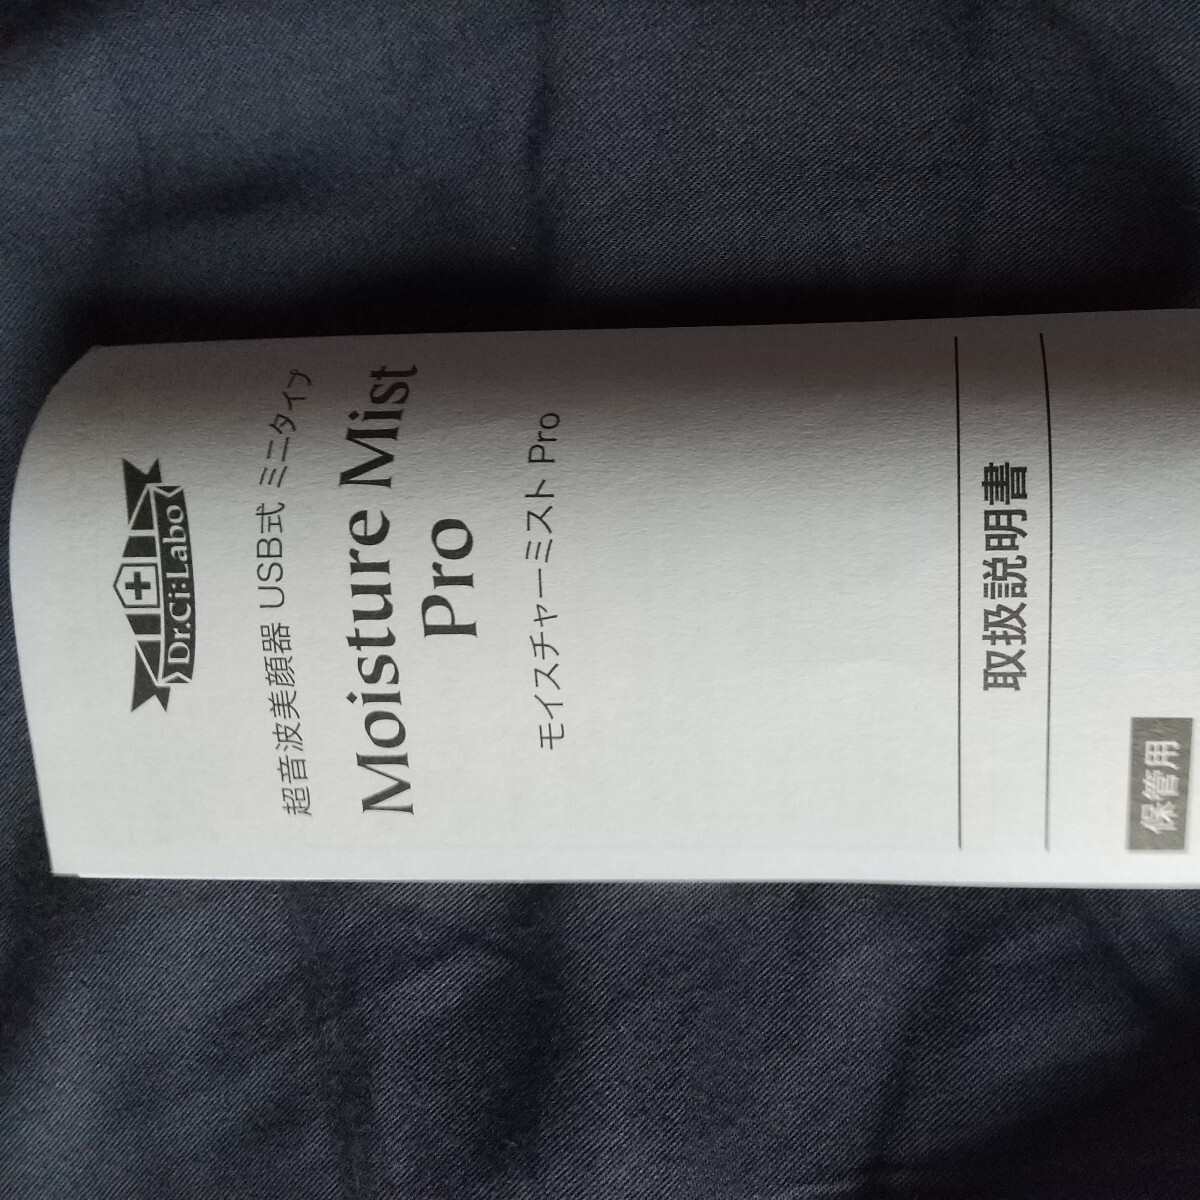 Dr.Ci:Labo
超音波美顔器 USB式 ミニタイプ
Moisture Mist
Pro
モイスチャーミスト Pro
取扱説明書
保管用